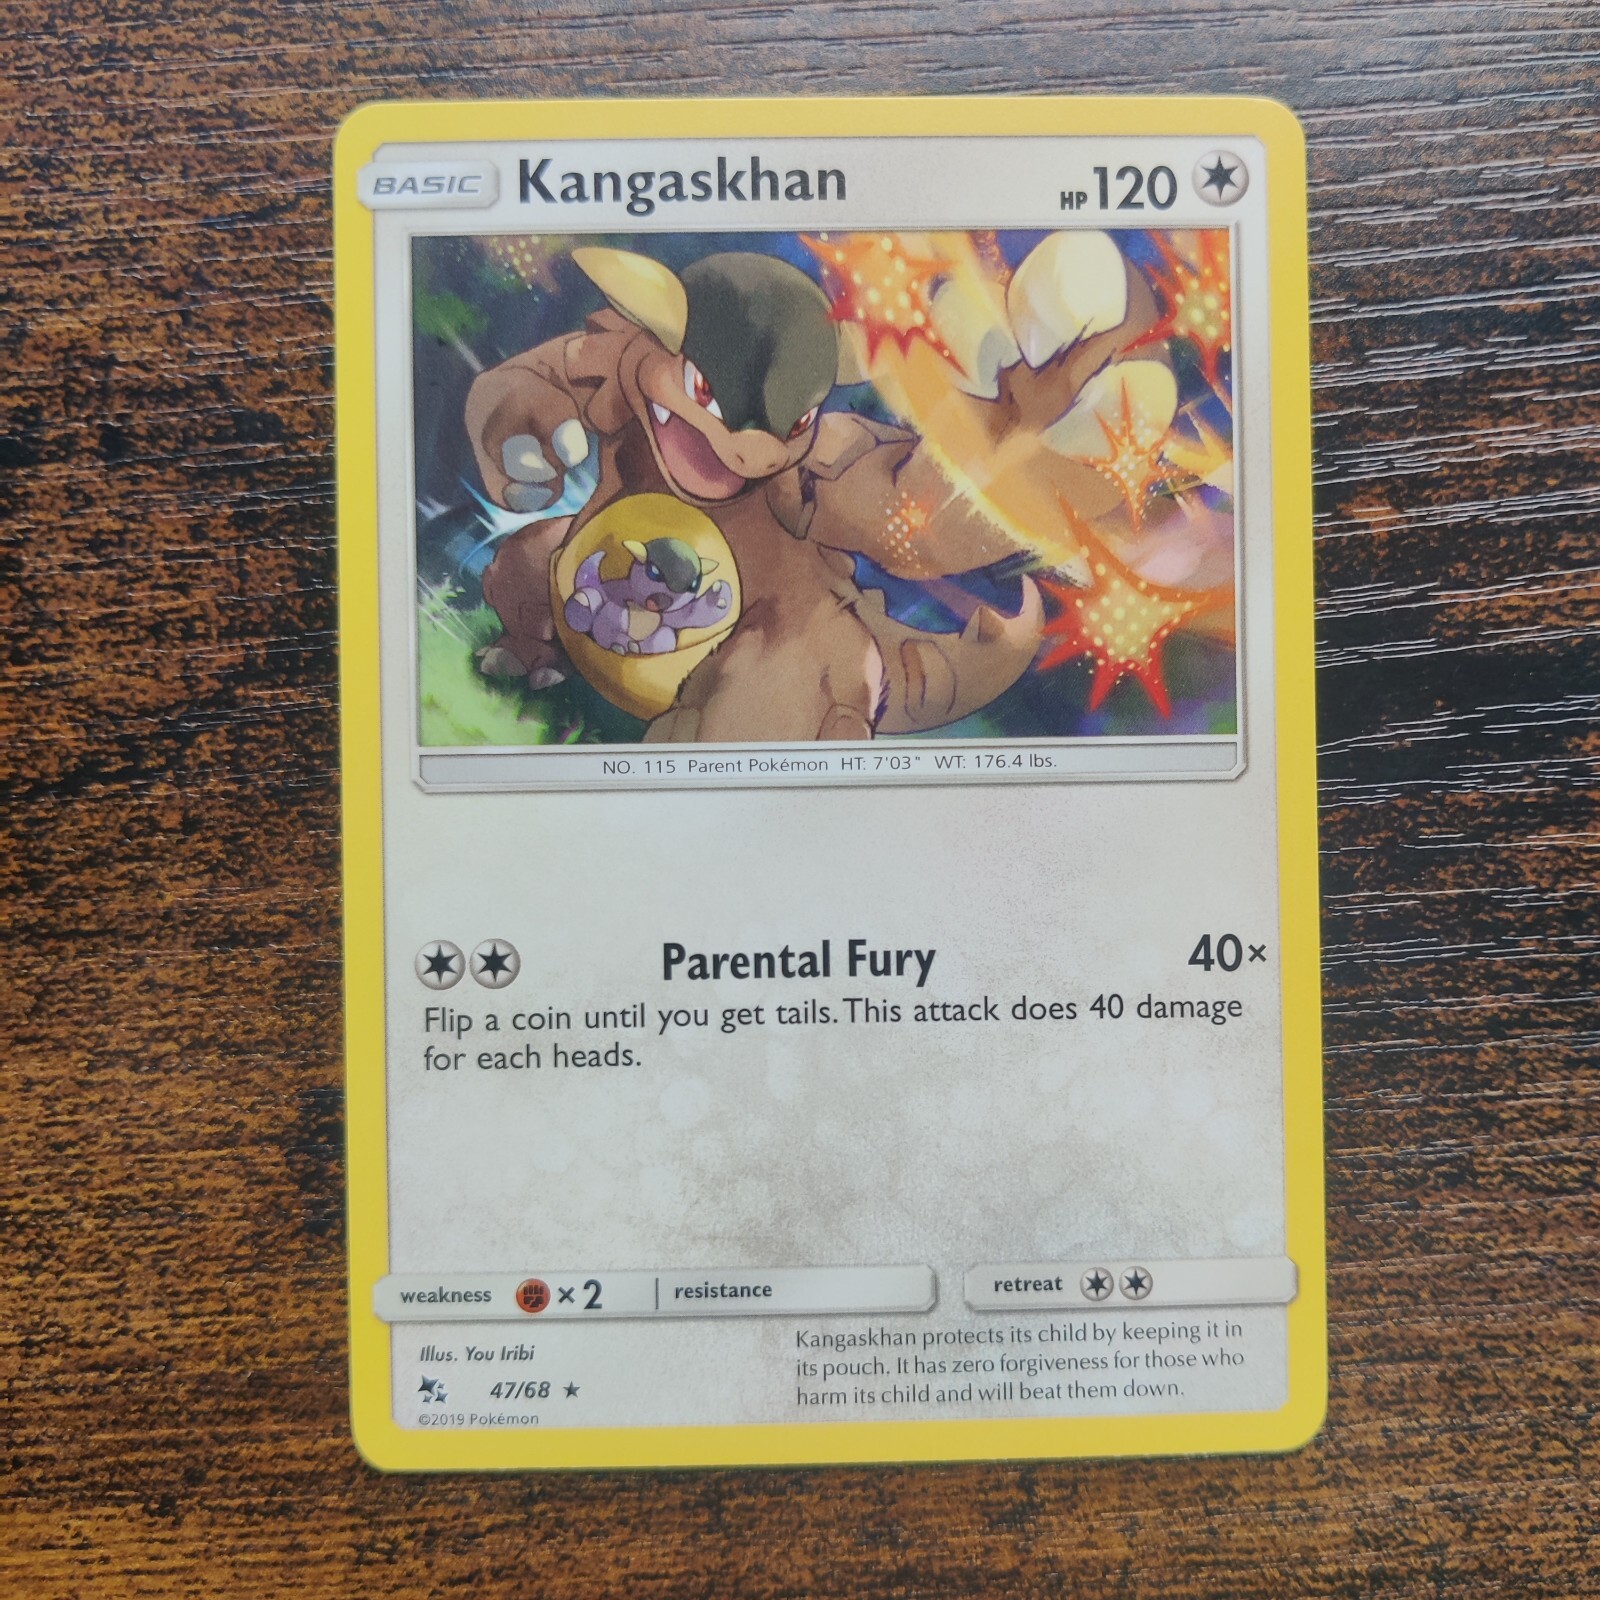 BASIC Kangaskhan HP 120
NO. 115 Parent Pokémon HT: 7'03" WT: 176.4 lbs.
Parental Fury 40×
Flip a coin until you get tails. This attack does 40 damage
for each heads.
weakness × 2 resistance retreat
Illus. You Iribi
47/68 ★
©2019 Pokémon
Kangaskhan protects its child by keeping it in
its pouch. It has zero forgiveness for those who
harm its child and will beat them down.